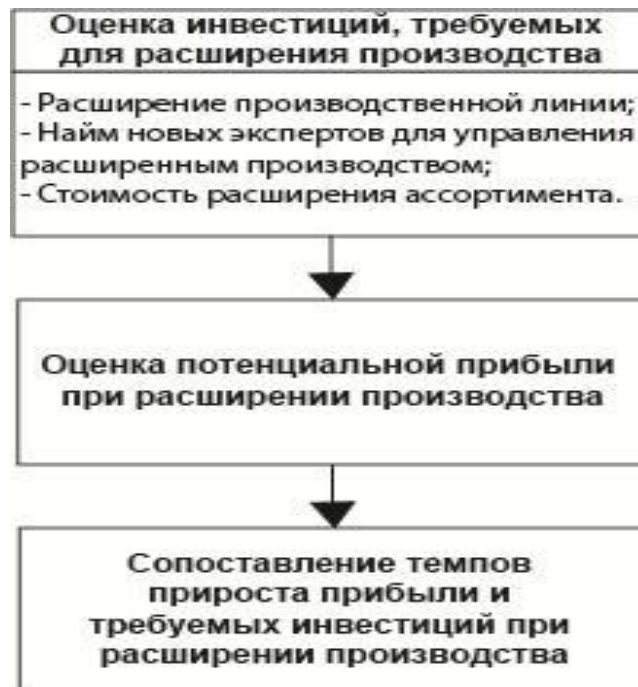 Оценка инвестиций, требуемых
для расширения производства
- Расширение производственной линии;
- Найм новых экспертов для управления
расширенным производством;
- Стоимость расширения ассортимента.
Оценка потенциальной прибыли
при расширении производства
Сопоставление темпов
прироста прибыли и
требуемых инвестиций при
расширении производства